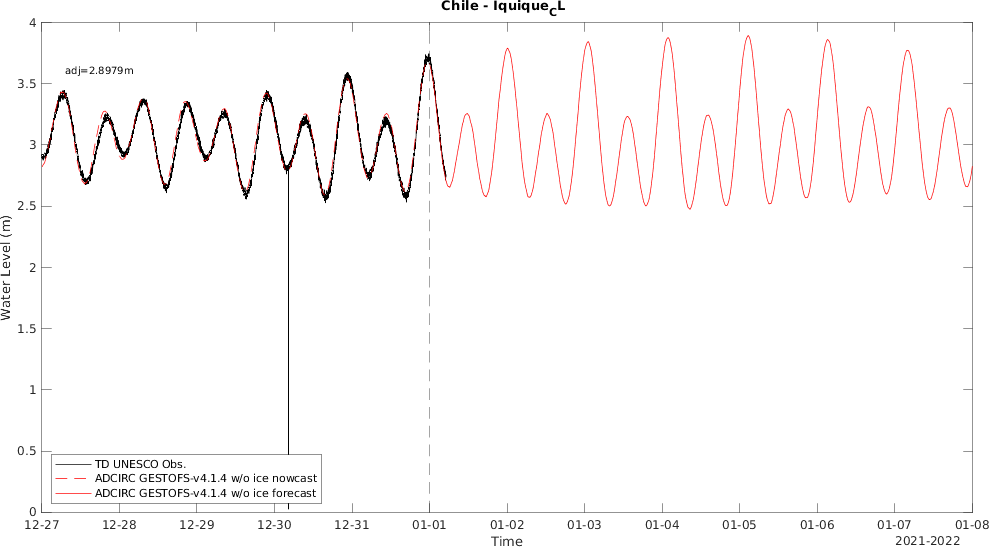 Chile - Iquique_CL
4
adj=2.8979m
3.5
3
2.5
2
1.5
1
0.5
0
Water Level (m)
TD UNESCO Obs.
ADCIRC GESTOFS-v4.1.4 w/o ice nowcast
ADCIRC GESTOFS-v4.1.4 w/o ice forecast
12-27 12-28 12-29 12-30 12-31 01-01 01-02 01-03 01-04 01-05 01-06 01-07 01-08
Time
2021-2022